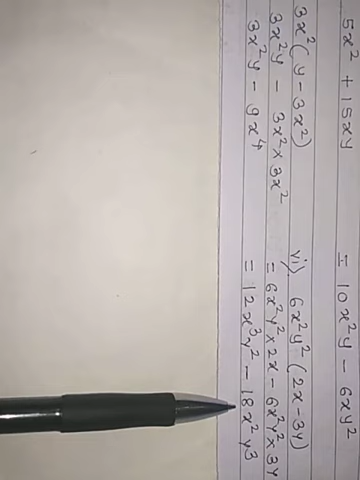 5x² + 15xy = 10x²y - 6xy²
3x² (y - 3x²) vi) 6x²y² (2x - 3y)
3x²y - 3x² × 3x² = 6x²y² × 2x - 6x²y² × 3y
3x²y - 9x⁴ = 12x³y² - 18x²y³